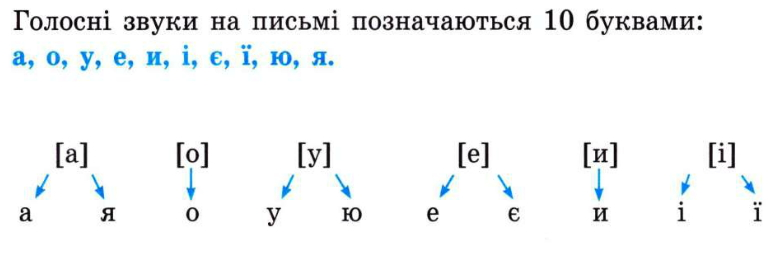 Голосні звуки на письмі позначаються 10 буквами:
а, о, у, е, и, і, є, ї, ю, я.
[а] [о] [у] [е] [и] [і]
а я о у ю е є и і ї